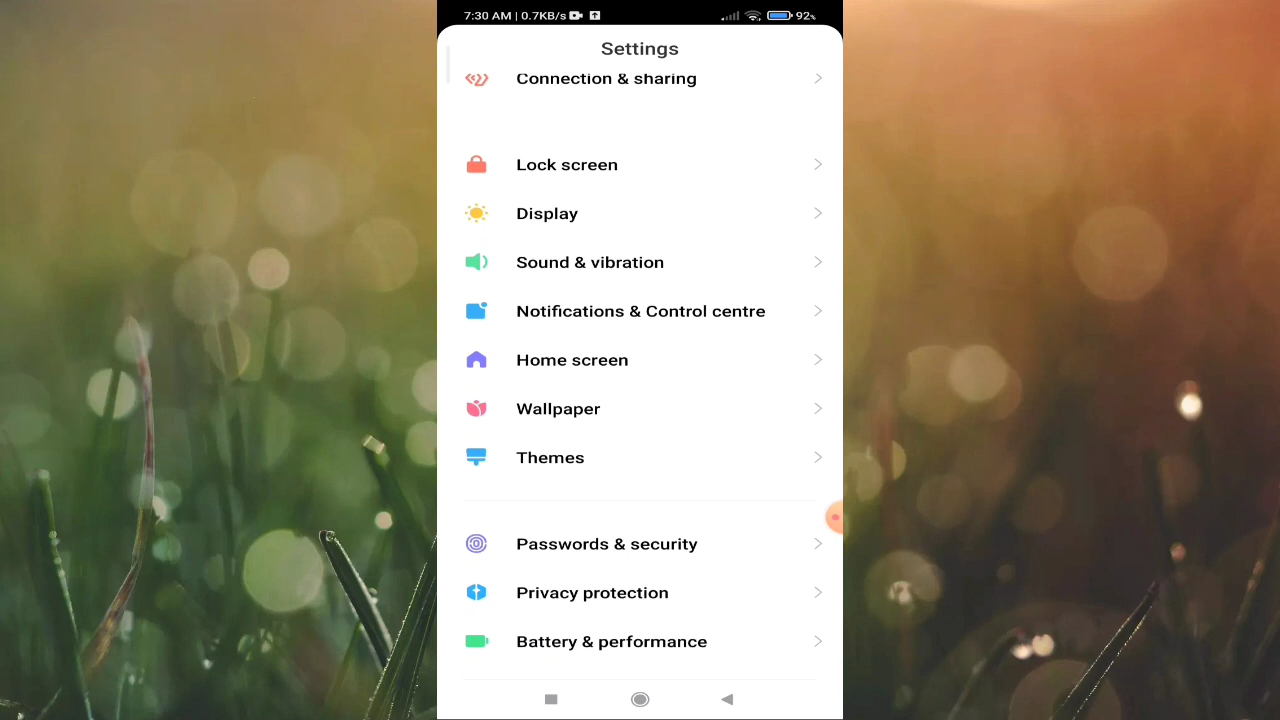 7:30 AM | 0.7KB/s 92%
Settings
Connection & sharing
Lock screen
Display
Sound & vibration
Notifications & Control centre
Home screen
Wallpaper
Themes
Passwords & security
Privacy protection
Battery & performance